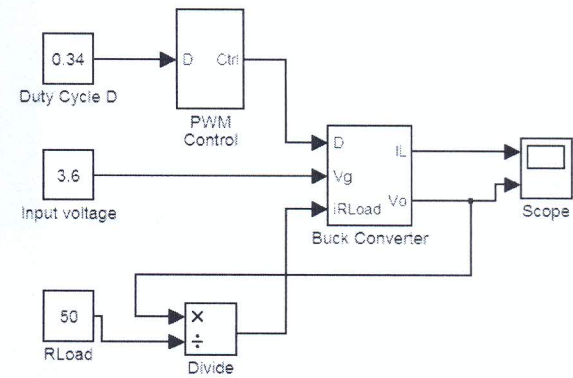 0.34
Duty Cycle D
D Ctrl
PWM
Control
3.6
Input voltage
D
Vg
iRLoad
iL
Vo
Buck Converter
Scope
50
RLoad
×
÷
Divide